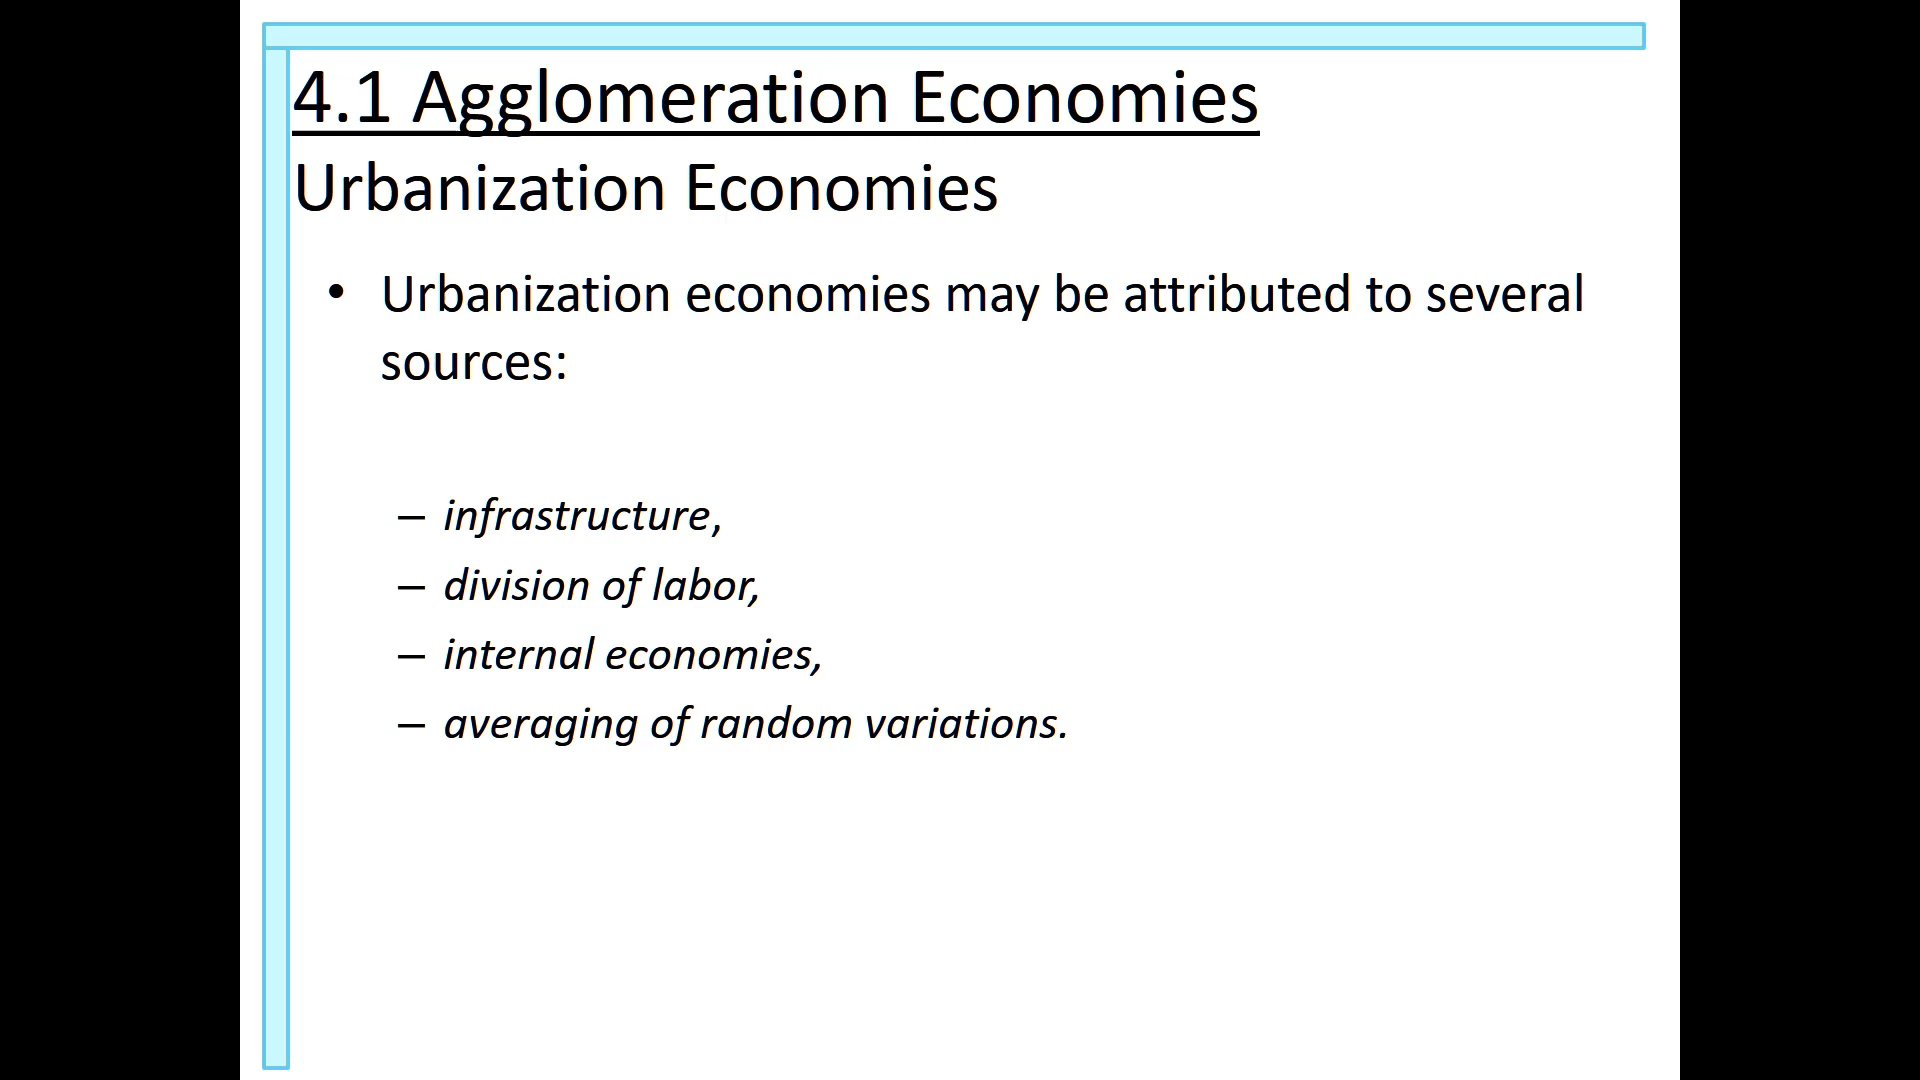 4.1 Agglomeration Economies
Urbanization Economies
• Urbanization economies may be attributed to several
sources:
– infrastructure,
– division of labor,
– internal economies,
– averaging of random variations.